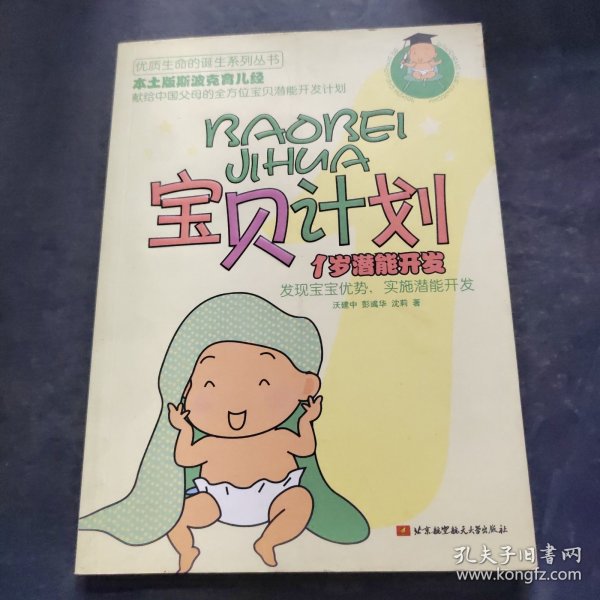 优质生命的诞生系列丛书
本土版斯波克育儿经
献给中国父母的全方位宝贝潜能开发计划
BAOBEI
JIHUA
宝贝计划
1岁潜能开发
发现宝宝优势，实施潜能开发
沃建中 彭彧华 沈莉 著
北京航空航天大学出版社
孔夫子旧书网
www.kongfz.com